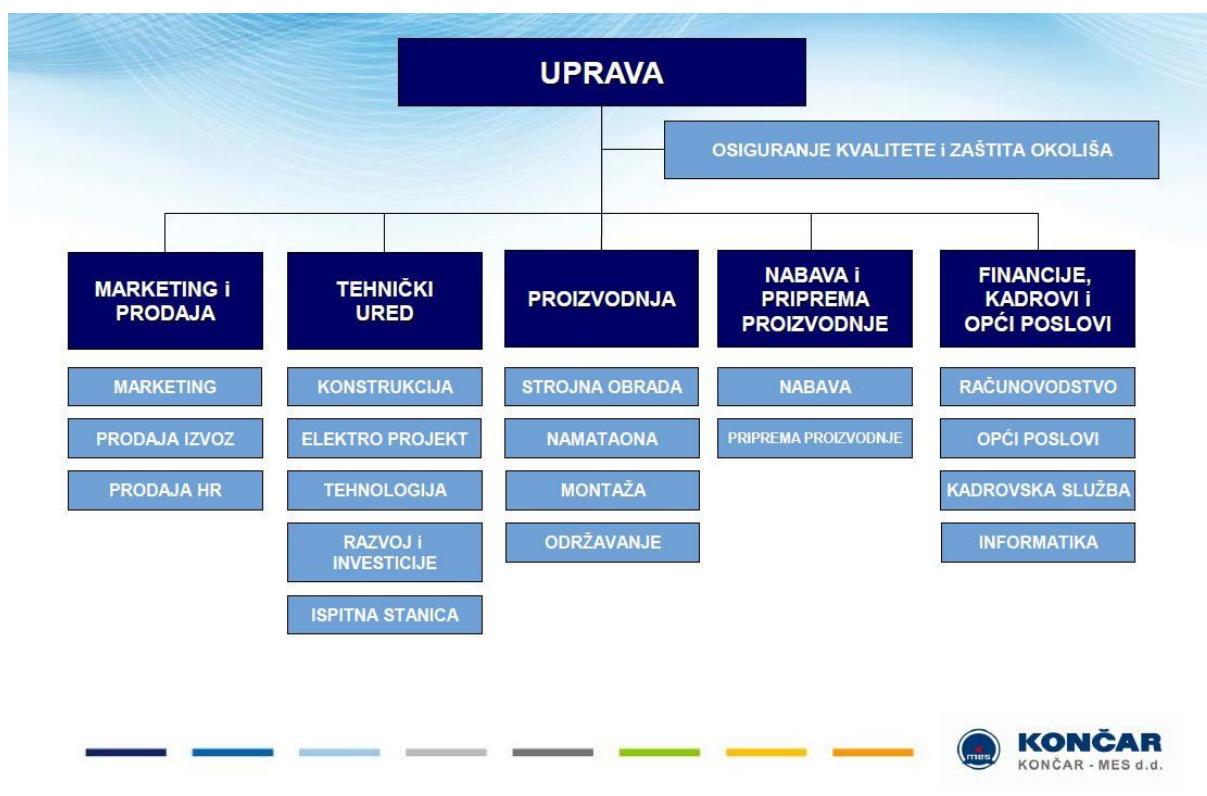 UPRAVA
OSIGURANJE KVALITETE i ZAŠTITA OKOLIŠA
MARKETING i
PRODAJA
MARKETING
PRODAJA IZVOZ
PRODAJA HR
TEHNIČKI
URED
KONSTRUKCIJA
ELEKTRO PROJEKT
TEHNOLOGIJA
RAZVOJ i
INVESTICIJE
ISPITNA STANICA
PROIZVODNJA
STROJNA OBRADA
NAMATAONA
MONTAŽA
ODRŽAVANJE
NABAVA i
PRIPREMA
PROIZVODNJE
NABAVA
PRIPREMA PROIZVODNJE
FINANCIJE,
KADROVI i
OPĆI POSLOVI
RAČUNOVODSTVO
OPĆI POSLOVI
KADROVSKA SLUŽBA
INFORMATIKA
mes
KONČAR
KONČAR - MES d.d.